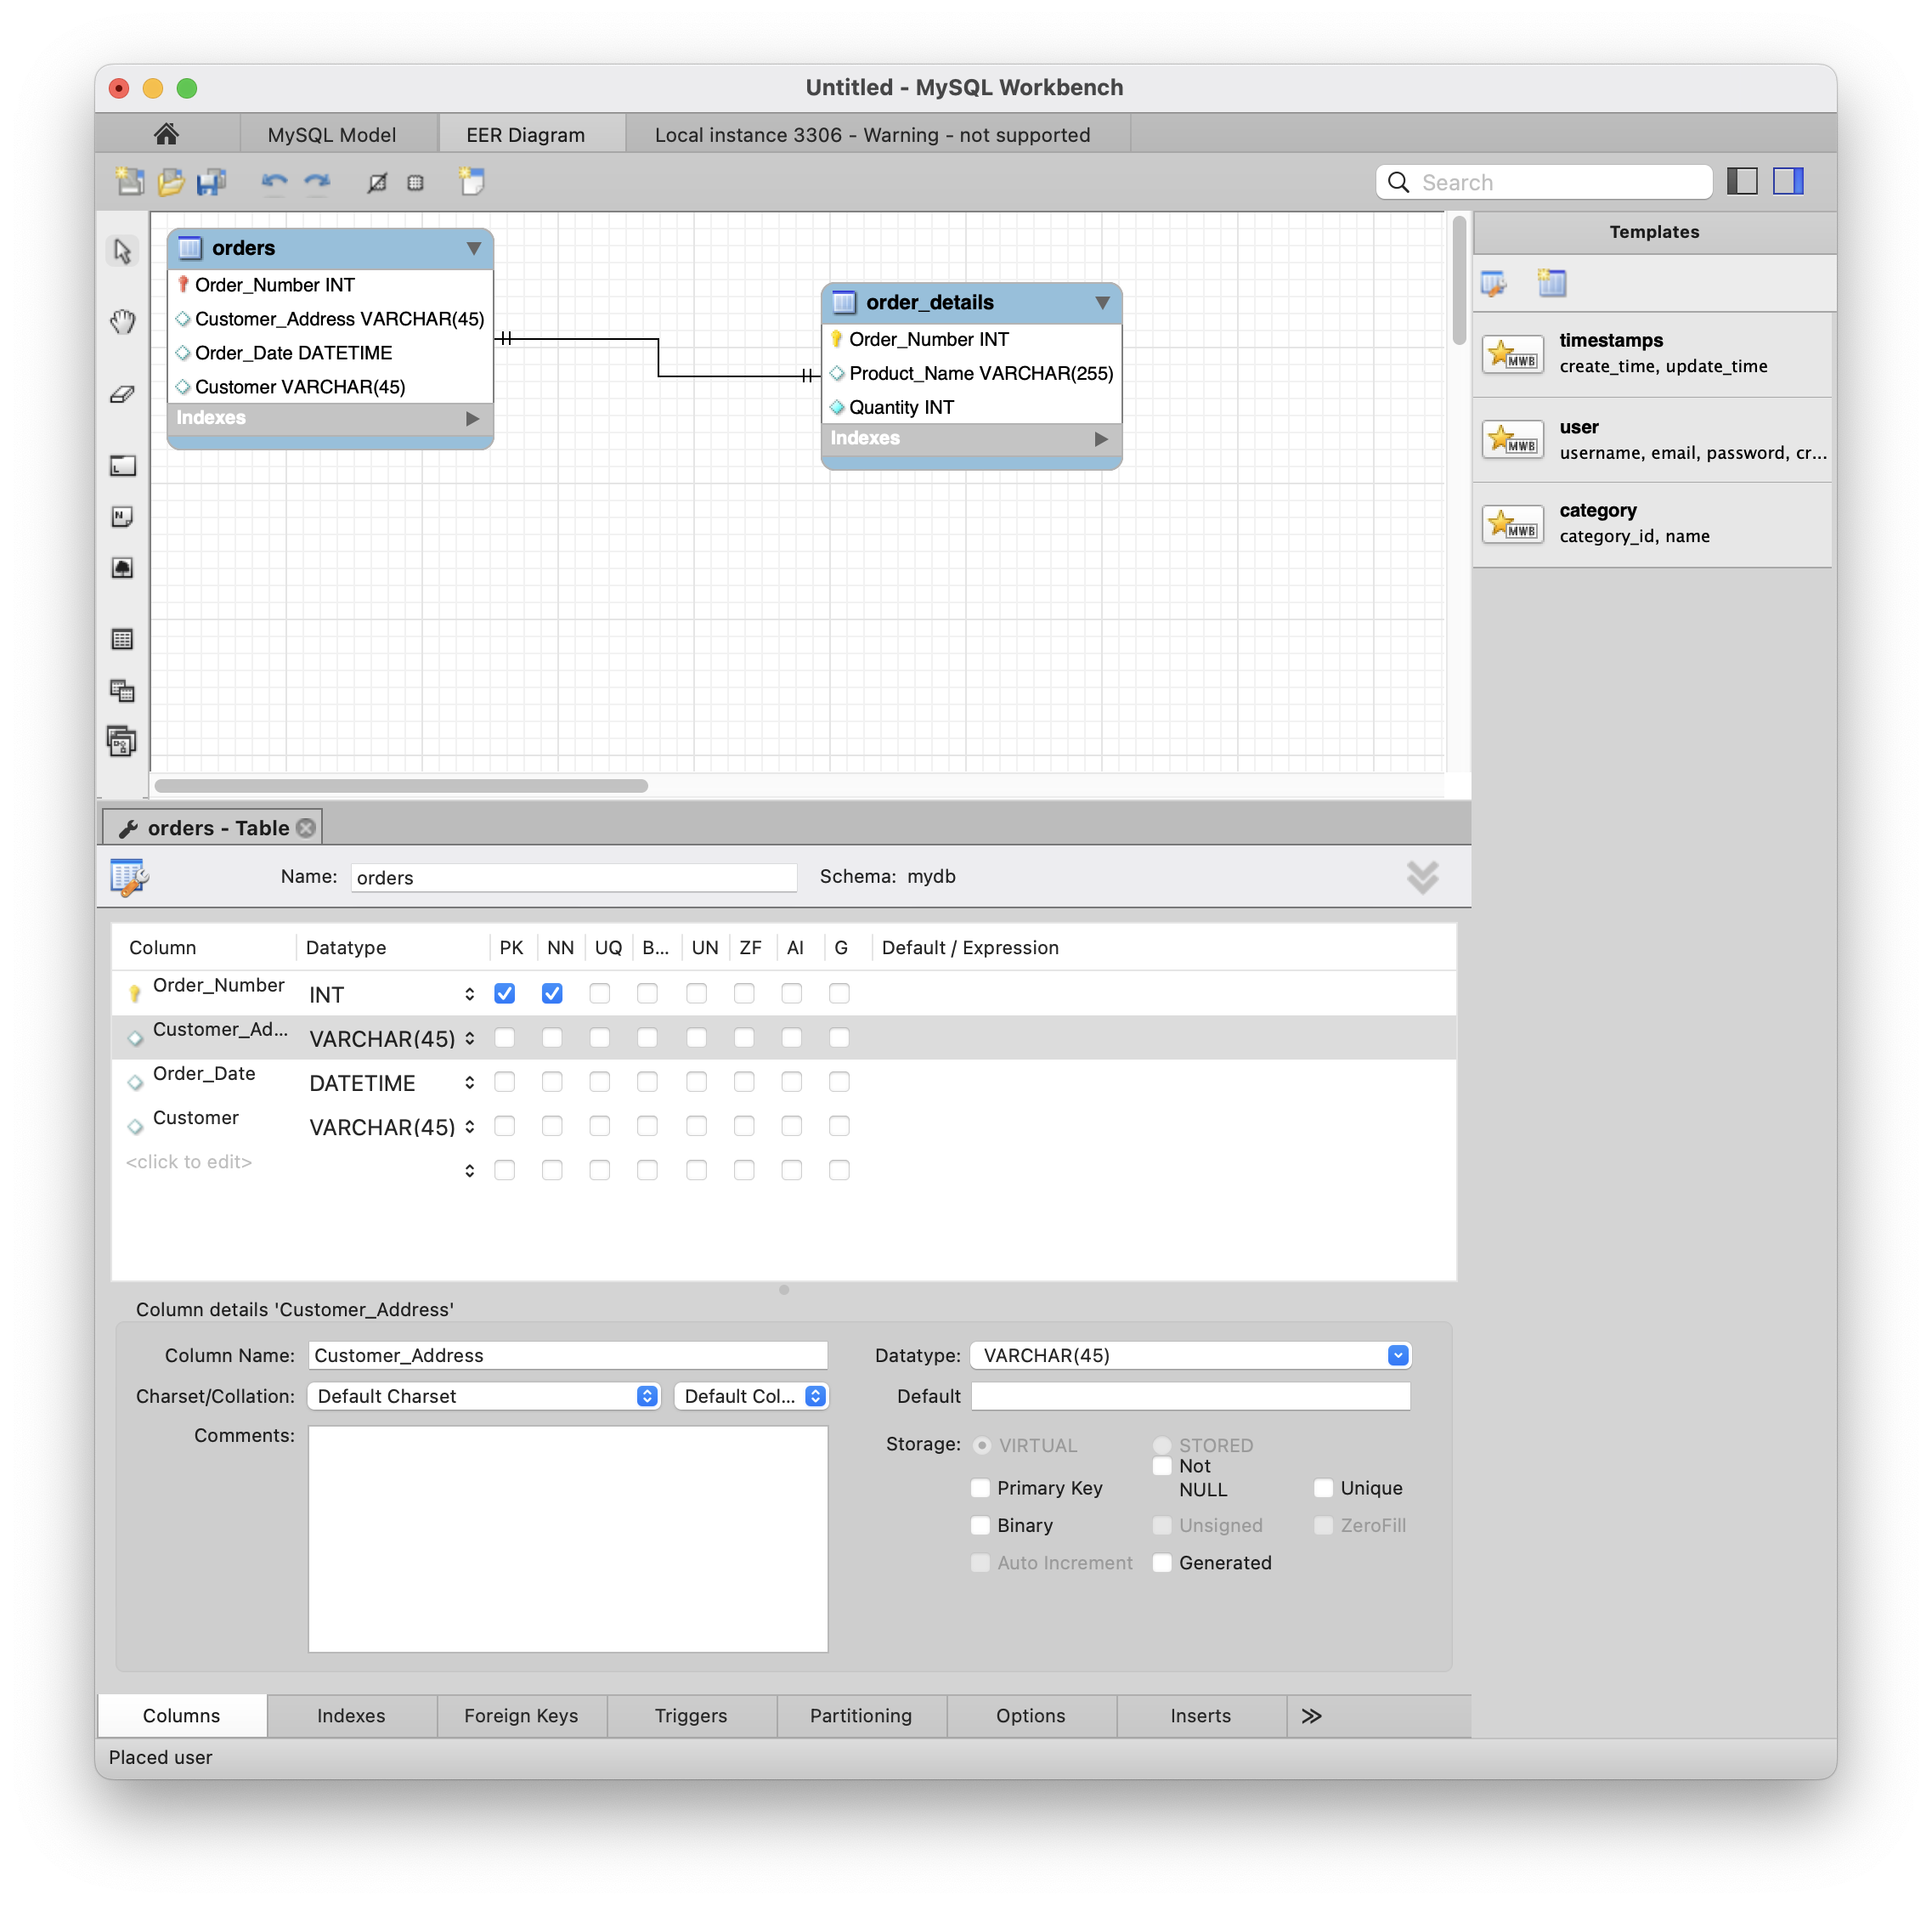 Untitled - MySQL Workbench
MySQL Model
EER Diagram
Local instance 3306 - Warning - not supported
Search
orders
Order_Number INT
Customer_Address VARCHAR(45)
Order_Date DATETIME
Customer VARCHAR(45)
Indexes
order_details
Order_Number INT
Product_Name VARCHAR(255)
Quantity INT
Indexes
Templates
timestamps
create_time, update_time
user
username, email, password, cr...
category
category_id, name
MWB
MWB
MWB
orders - Table
Name: orders
Schema: mydb
Column Datatype PK NN UQ B... UN ZF AI G Default / Expression
Order_Number INT
Customer_Ad... VARCHAR(45)
Order_Date DATETIME
Customer VARCHAR(45)
<click to edit>
Column details 'Customer_Address'
Column Name: Customer_Address
Charset/Collation: Default Charset Default Col...
Comments:
Datatype: VARCHAR(45)
Default
Storage: VIRTUAL STORED
Primary Key Not NULL Unique
Binary Unsigned ZeroFill
Auto Increment Generated
Columns Indexes Foreign Keys Triggers Partitioning Options Inserts
Placed user